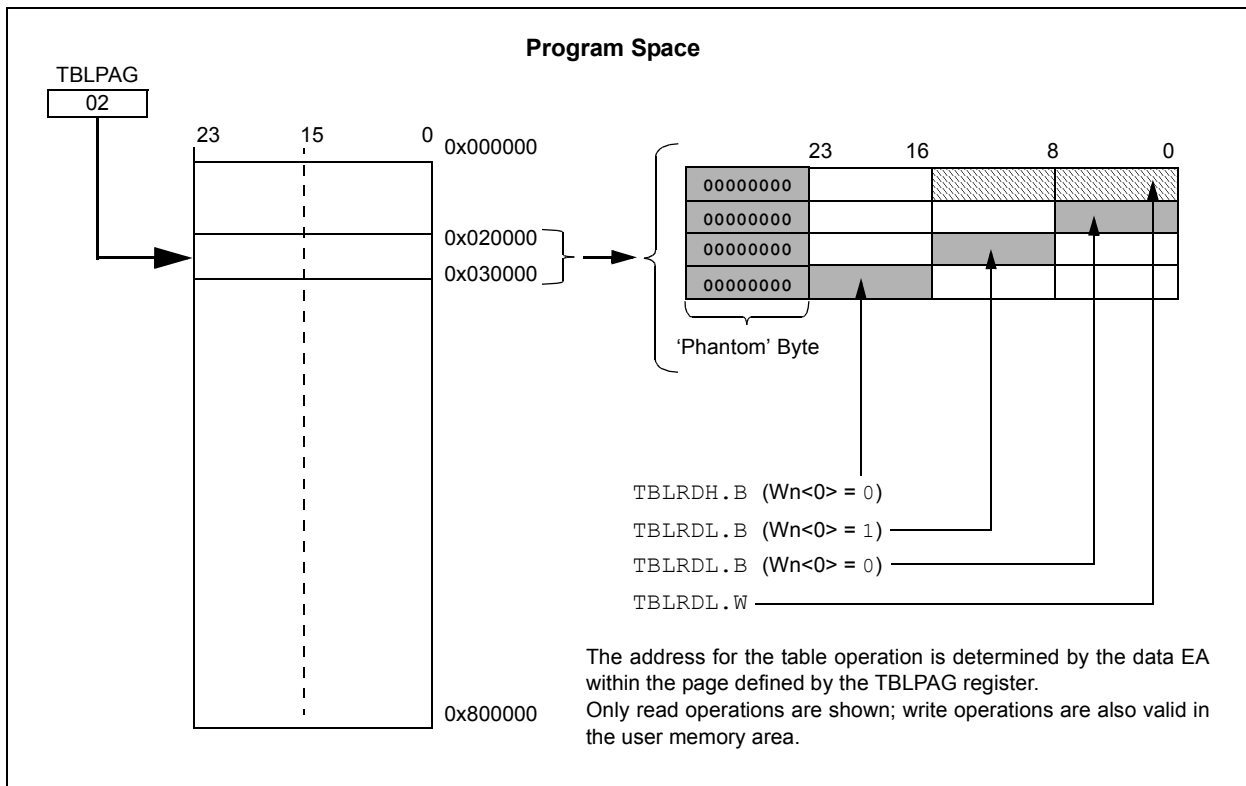 Program Space
TBLPAG
02
23 15 0
0x000000
0x020000
0x030000
0x800000
23 16 8 0
00000000
00000000
00000000
00000000
‘Phantom’ Byte
TBLRDH.B (Wn<0> = 0)
TBLRDL.B (Wn<0> = 1)
TBLRDL.B (Wn<0> = 0)
TBLRDL.W
The address for the table operation is determined by the data EA
within the page defined by the TBLPAG register.
Only read operations are shown; write operations are also valid in
the user memory area.